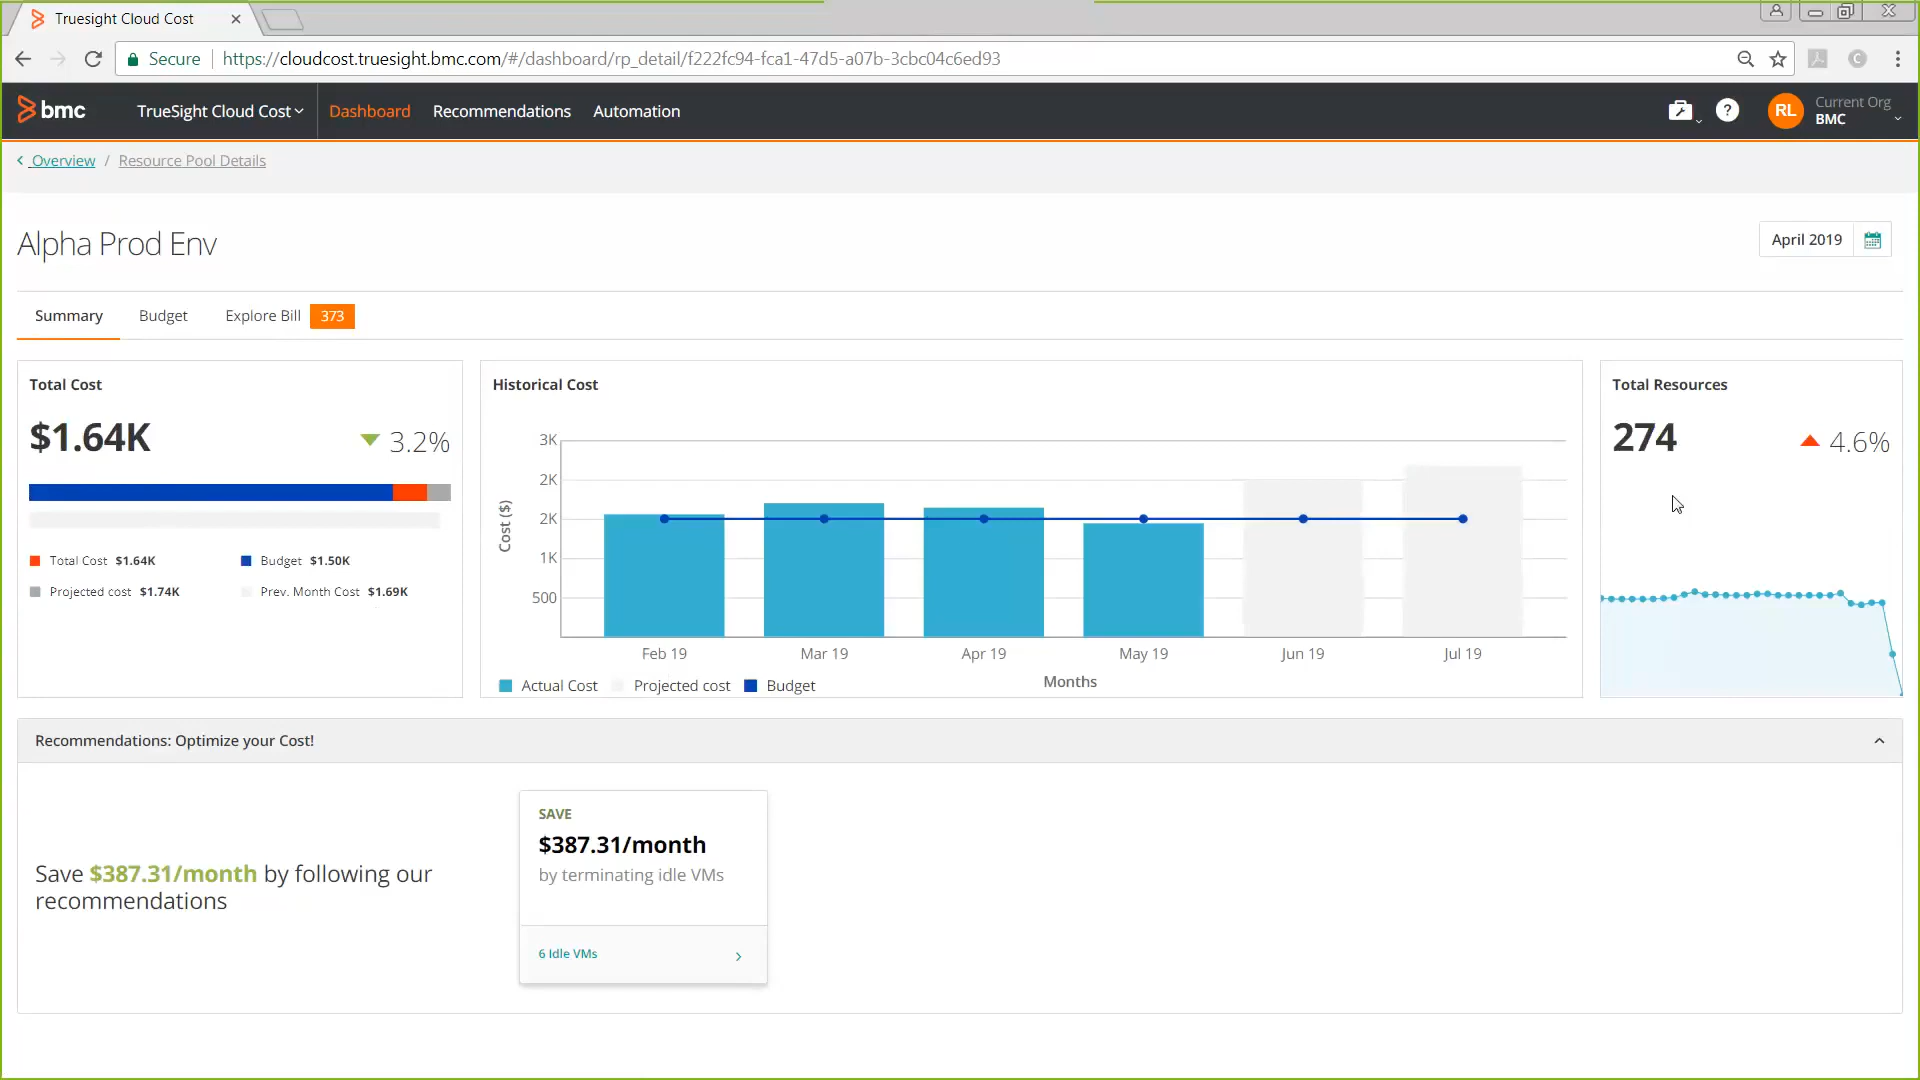 Truesight Cloud Cost
Secure https://cloudcost.truesight.bmc.com/#/dashboard/rp_detail/f222fc94-fca1-47d5-a07b-3cbc04c6ed93
bmc TrueSight Cloud Cost Dashboard Recommendations Automation ? RL Current Org BMC
Overview / Resource Pool Details
Alpha Prod Env
April 2019
Summary Budget Explore Bill 373
Total Cost
$1.64K 3.2%
Total Cost $1.64K Budget $1.50K
Projected cost $1.74K Prev. Month Cost $1.69K
Historical Cost
Cost ($)
3K
2K
2K
1K
500
Feb 19 Mar 19 Apr 19 May 19 Jun 19 Jul 19
Months
Actual Cost Projected cost Budget
Total Resources
274 4.6%
Recommendations: Optimize your Cost!
Save $387.31/month by following our
recommendations
SAVE
$387.31/month
by terminating idle VMs
6 Idle VMs